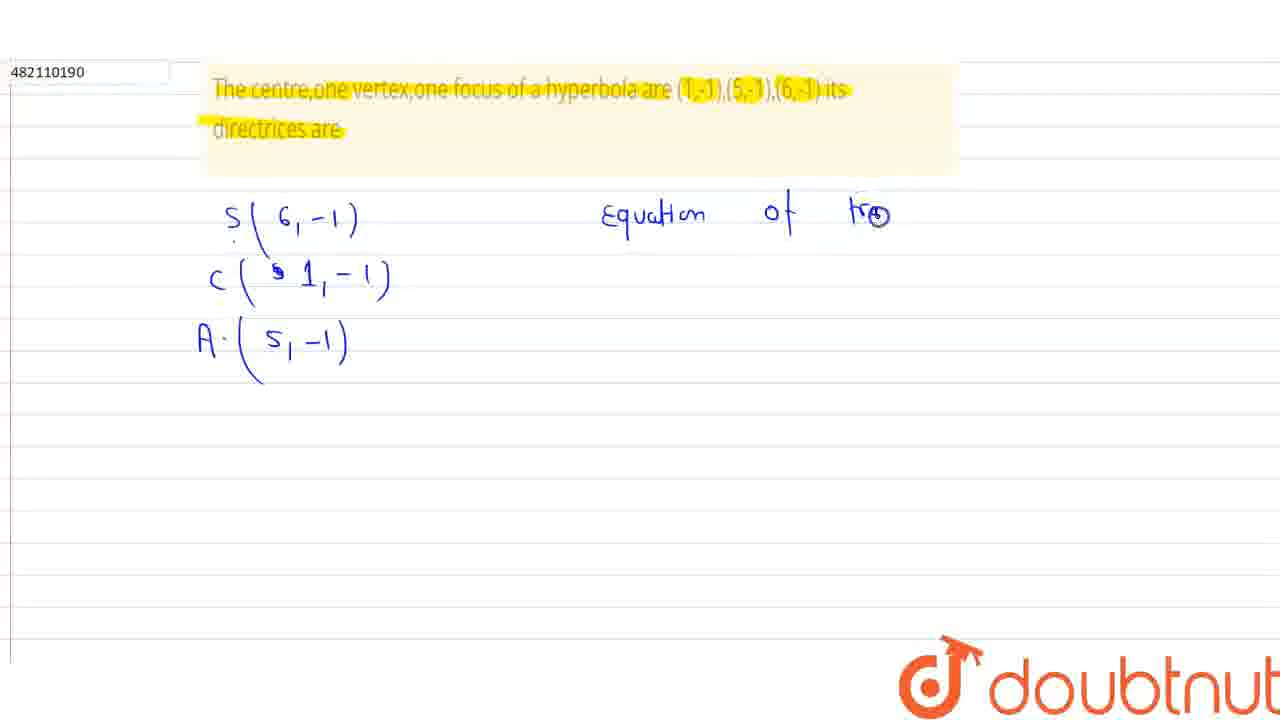 482110190
The centre,one vertex,one focus of a hyperbola are (1,-1),(5,-1),(6,-1) its
directrices are
S(6, -1)
Equation of tra
C(1, -1)
A.(5, -1)
doubtnut